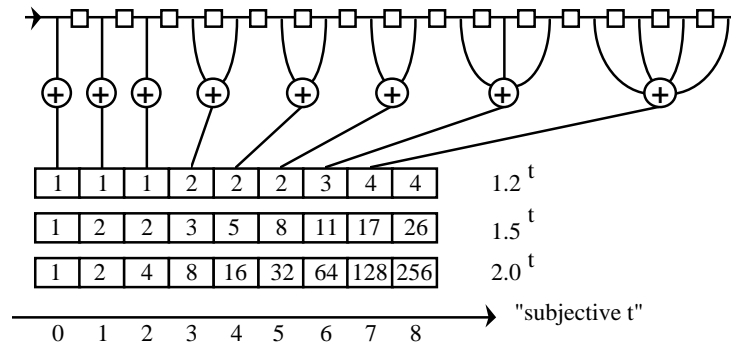 + + + + + + + +
1 1 1 2 2 2 3 4 4 1.2 t
1 2 2 3 5 8 11 17 26 1.5 t
1 2 4 8 16 32 64 128 256 2.0 t
"subjective t"
0 1 2 3 4 5 6 7 8